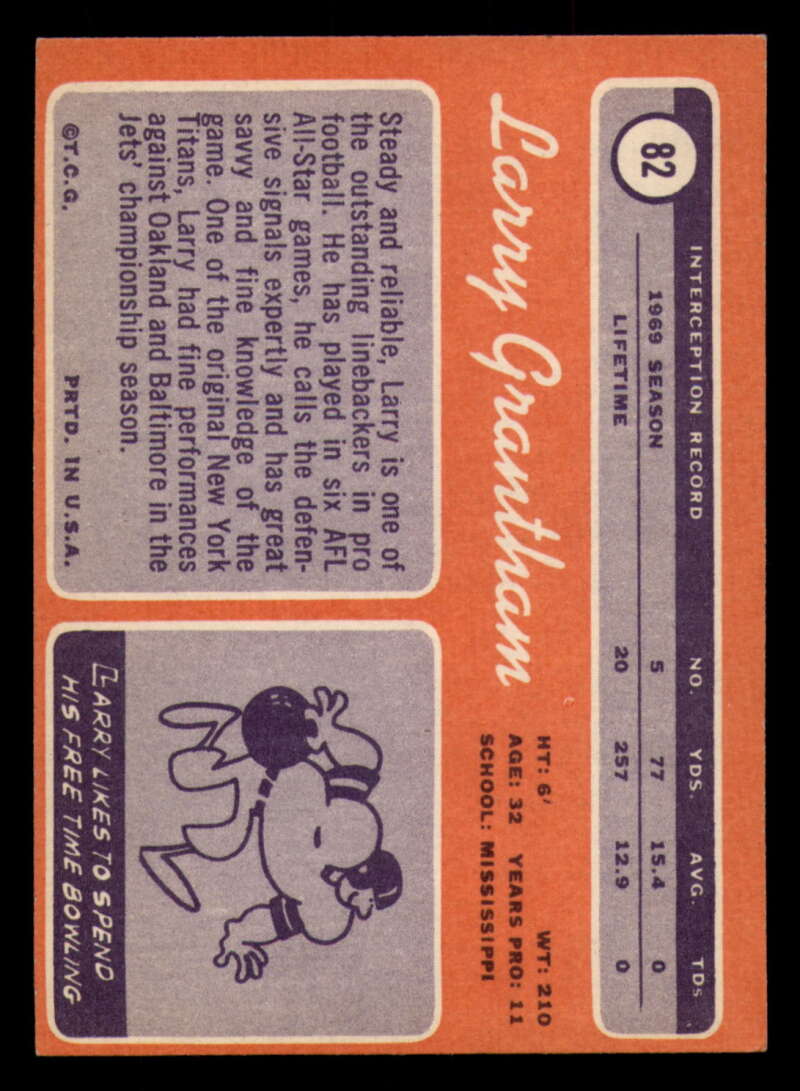 82
INTERCEPTION RECORD NO. YDS. AVG. TDs
1969 SEASON 5 77 15.4 0
LIFETIME 20 257 12.9 0
Larry Grantham
HT: 6' WT: 210
AGE: 32 YEARS PRO: 11
SCHOOL: MISSISSIPPI
Steady and reliable, Larry is one of
the outstanding linebackers in pro
football. He has played in six AFL
All-Star games, he calls the defen-
sive signals expertly and has great
savvy and fine knowledge of the
game. One of the original New York
Titans, Larry had fine performances
against Oakland and Baltimore in the
Jets' championship season.
©T.C.G. PRTD. IN U.S.A.
LARRY LIKES TO SPEND
HIS FREE TIME BOWLING